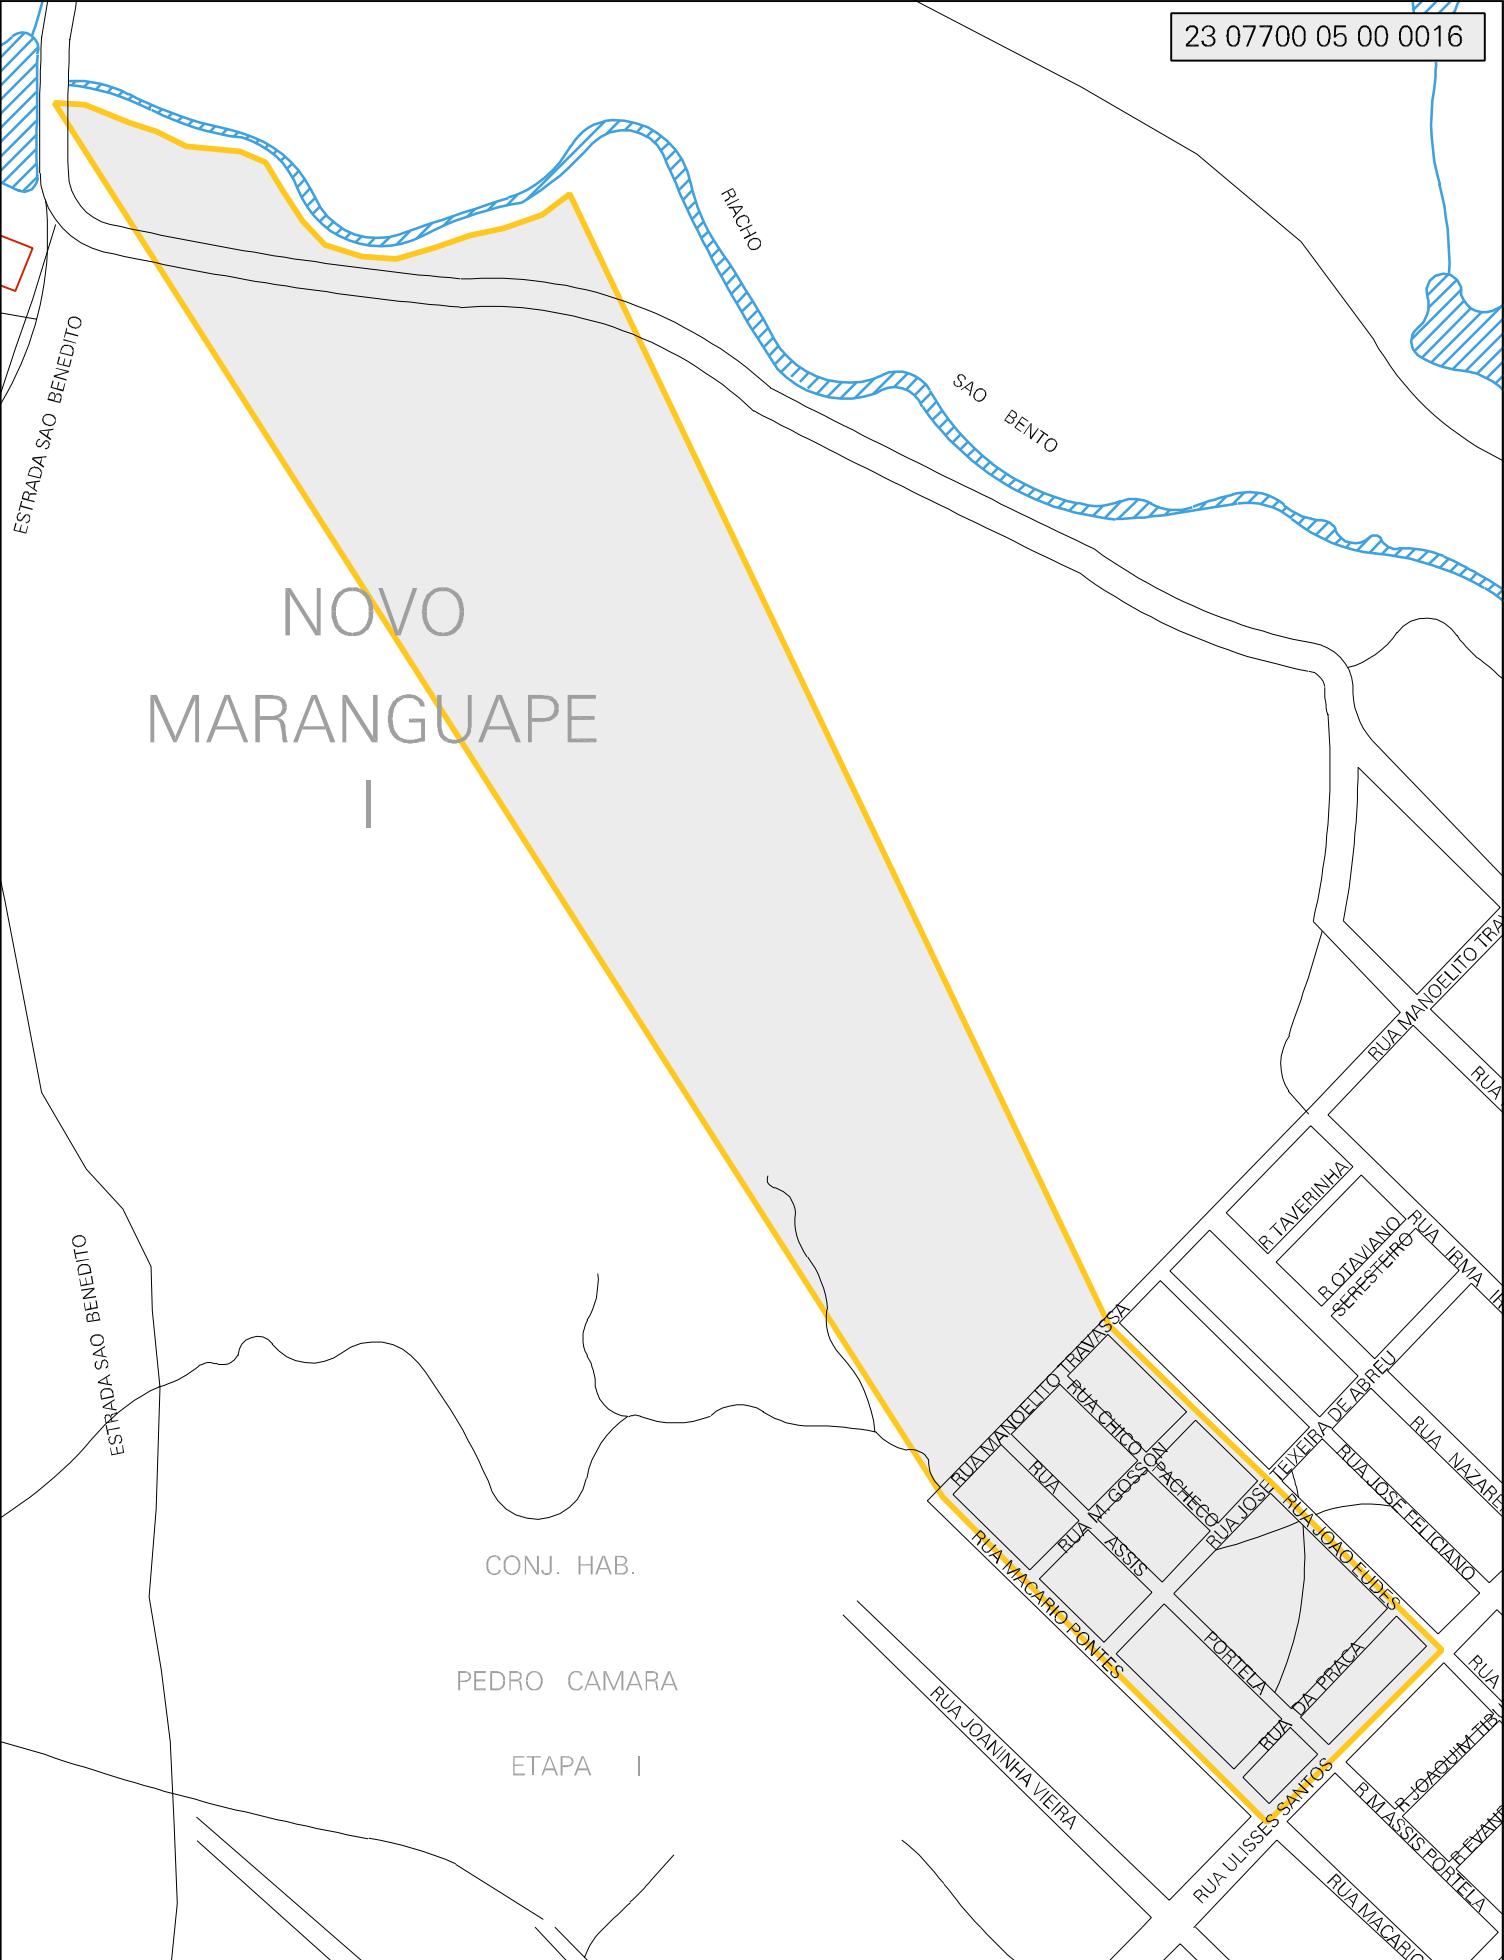 23 07700 05 00 0016
RIACHO
SAO BENTO
ESTRADA SAO BENEDITO
NOVO
MARANGUAPE
I
RUA MANOELITO TRA
RUA
R TAVERINHA
R OTAVIANO
SERESTEIRO
RUA IRMA
ESTRADA SAO BENEDITO
RUA MANOELITO TRAVASSA
RUA CHICO PACHECO
RUA M. GOSSON
RUA ASSIS PORTELA
RUA JOSE TEIXEIRA DE ABREU
RUA NAZARE
RUA JOSE FELICIANO
RUA JOAO EUDES
RUA MACARIO PONTES
CONJ. HAB.
PEDRO CAMARA
ETAPA I
RUA DA PRACA
RUA
RUA JOANINHA VIEIRA
RUA ULISSES SANTOS
R JOAQUIM TIBU
R M ASSIS PORTELA
R EVAND
RUA MACARIO